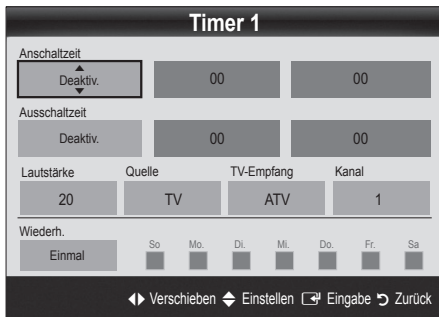 Timer 1
Anschaltzeit
Deaktiv. 00 00
Ausschaltzeit
Deaktiv. 00 00
Lautstärke Quelle TV-Empfang Kanal
20 TV ATV 1
Wiederh.
So Mo. Di. Mi. Do. Fr. Sa
Einmal
Verschieben Einstellen Eingabe Zurück